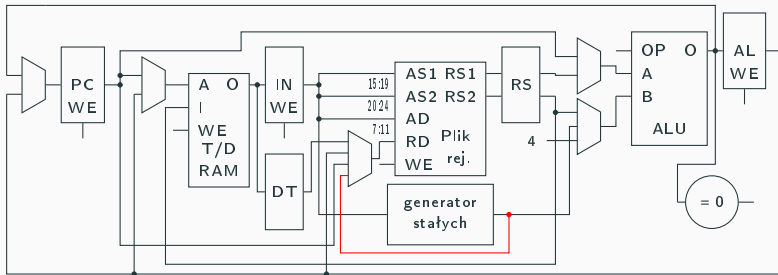 PC
WE
A O
I
WE
T/D
RAM
IN
WE
DT
15:19
20:24
7:11
AS1 RS1
AS2 RS2
AD
RD
WE
Plik
rej.
generator
stałych
RS
4
OP O
A
B
ALU
AL
WE
= 0